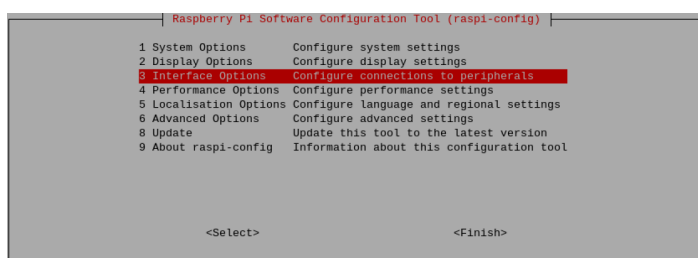 Raspberry Pi Software Configuration Tool (raspi-config)
1 System Options Configure system settings
2 Display Options Configure display settings
3 Interface Options Configure connections to peripherals
4 Performance Options Configure performance settings
5 Localisation Options Configure language and regional settings
6 Advanced Options Configure advanced settings
8 Update Update this tool to the latest version
9 About raspi-config Information about this configuration tool
<Select> <Finish>